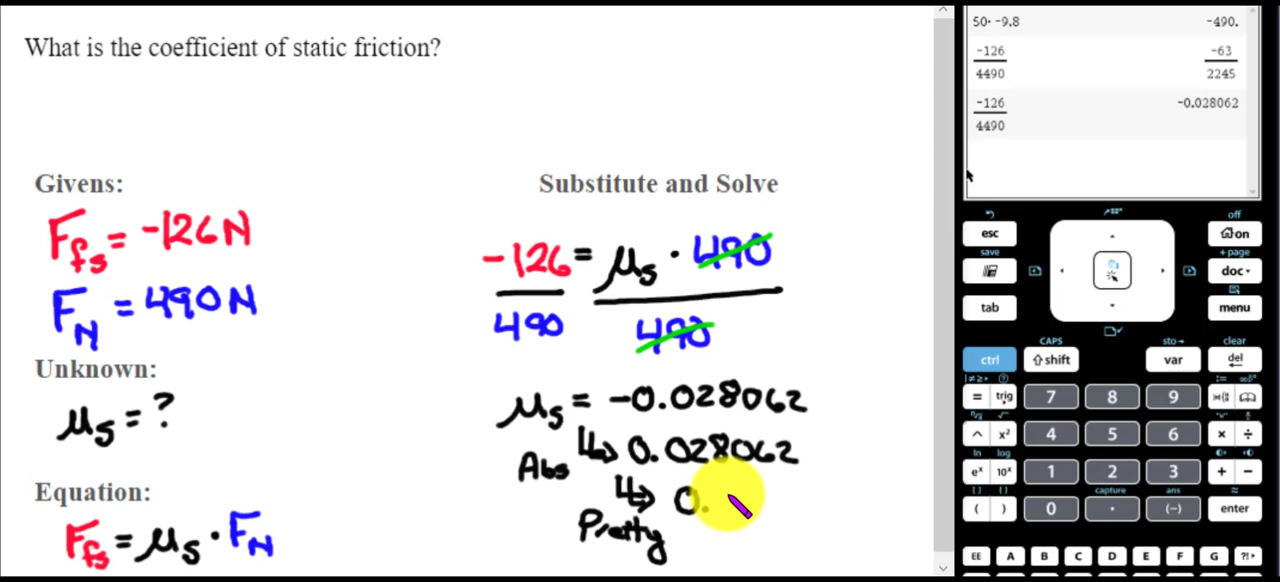 What is the coefficient of static friction?
Givens:
Ffs = -126N
FN = 490N
Unknown:
μs = ?
Equation:
Ffs = μs · FN
Substitute and Solve
-126 = μs · 490
490 490
μs = -0.028062
Abs ↳ 0.028062
↳ 0.
Pretty
50· -9.8 -490.
-126 -63
4490 2245
-126 -0.028062
4490
off
esc on
save + page
doc
tab menu
CAPS sto→ clear
ctrl ⇧shift var del
= trig 7 8 9
^ x² 4 5 6 × ÷
ln log
eˣ 10ˣ 1 2 3 + −
capture ans ≈
( ) 0 . (−) enter
EE A B C D E F G ?!▸